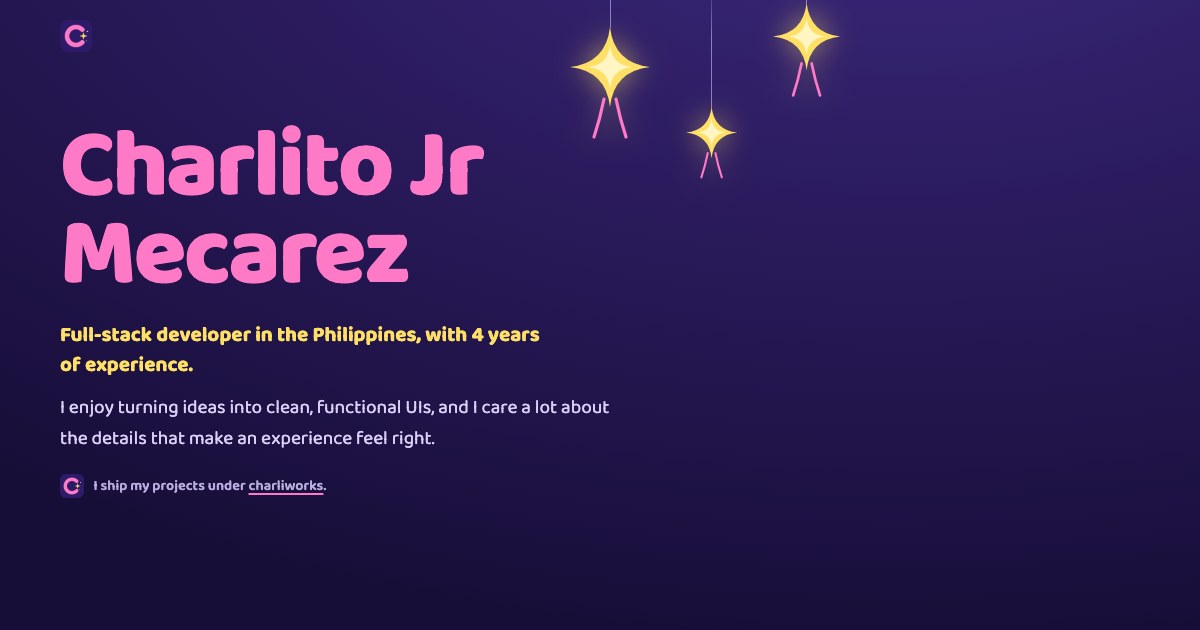 Charlito Jr
Mecarez
Full-stack developer in the Philippines, with 4 years
of experience.
I enjoy turning ideas into clean, functional UIs, and I care a lot about
the details that make an experience feel right.
I ship my projects under charliworks.